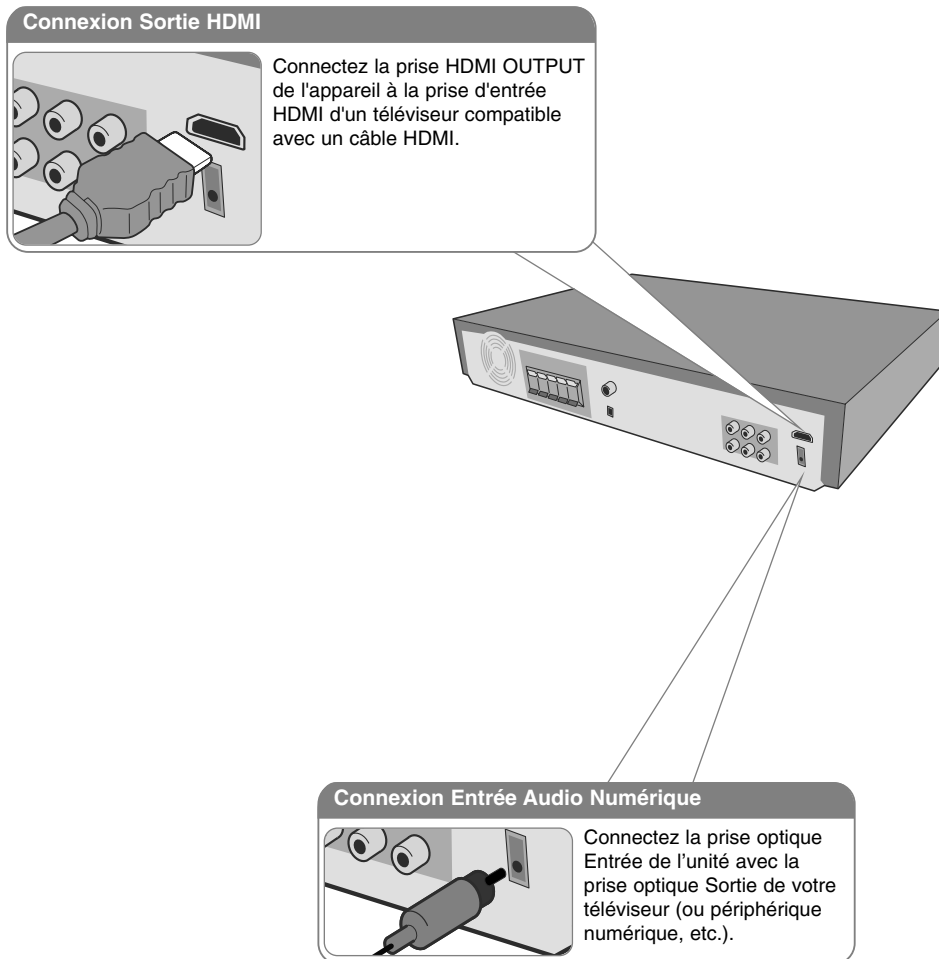 Connexion Sortie HDMI
Connectez la prise HDMI OUTPUT
de l'appareil à la prise d'entrée
HDMI d'un téléviseur compatible
avec un câble HDMI.
Connexion Entrée Audio Numérique
Connectez la prise optique
Entrée de l’unité avec la
prise optique Sortie de votre
téléviseur (ou périphérique
numérique, etc.).